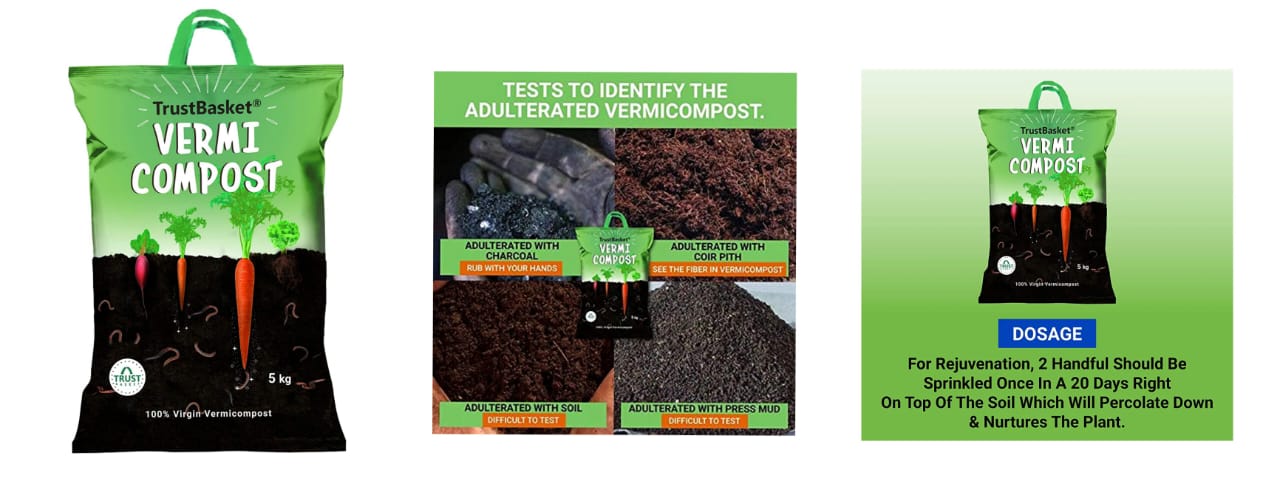 TrustBasket®
VERMI
COMPOST
TRUST
BASKET
5 kg
100% Virgin Vermicompost
TESTS TO IDENTIFY THE
ADULTERATED VERMICOMPOST.
ADULTERATED WITH
CHARCOAL
RUB WITH YOUR HANDS
ADULTERATED WITH
COIR PITH
SEE THE FIBER IN VERMICOMPOST
TrustBasket®
VERMI
COMPOST
5 kg
100% Virgin Vermicompost
ADULTERATED WITH SOIL
DIFFICULT TO TEST
ADULTERATED WITH PRESS MUD
DIFFICULT TO TEST
TrustBasket®
VERMI
COMPOST
TRUST
5 kg
100% Virgin Vermicompost
DOSAGE
For Rejuvenation, 2 Handful Should Be
Sprinkled Once In A 20 Days Right
On Top Of The Soil Which Will Percolate Down
& Nurtures The Plant.